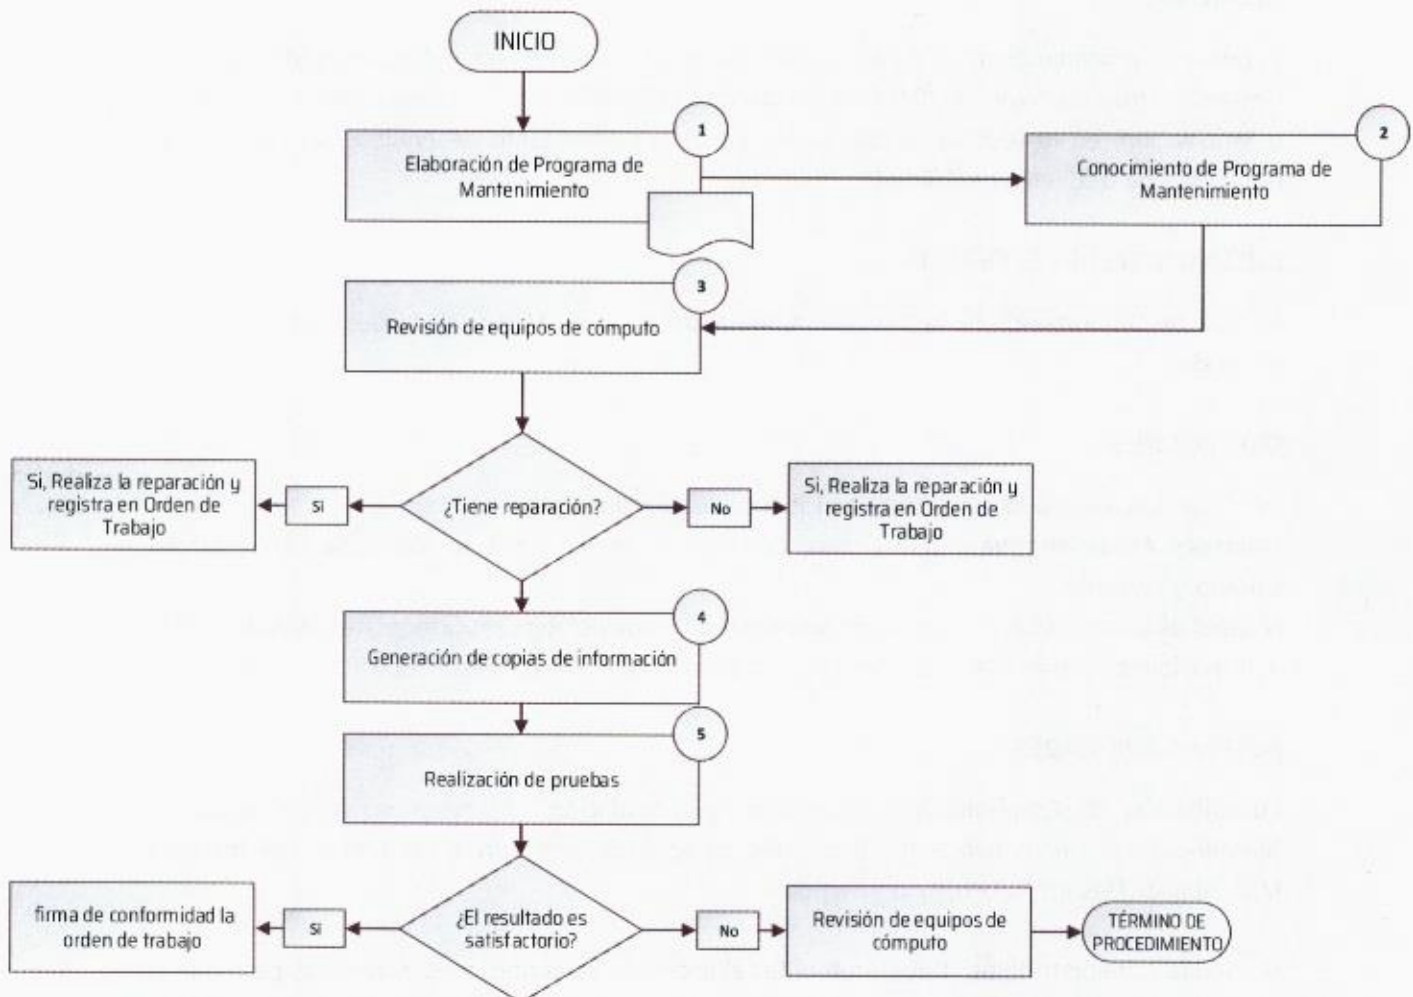 INICIO
1
Elaboración de Programa de
Mantenimiento
2
Conocimiento de Programa de
Mantenimiento
3
Revisión de equipos de cómputo
Si, Realiza la reparación y
registra en Orden de
Trabajo
Si
¿Tiene reparación?
No
Si, Realiza la reparación y
registra en Orden de
Trabajo
4
Generación de copias de información
5
Realización de pruebas
firma de conformidad la
orden de trabajo
Si
¿El resultado es
satisfactorio?
No
Revisión de equipos de
cómputo
TÉRMINO DE
PROCEDIMIENTO